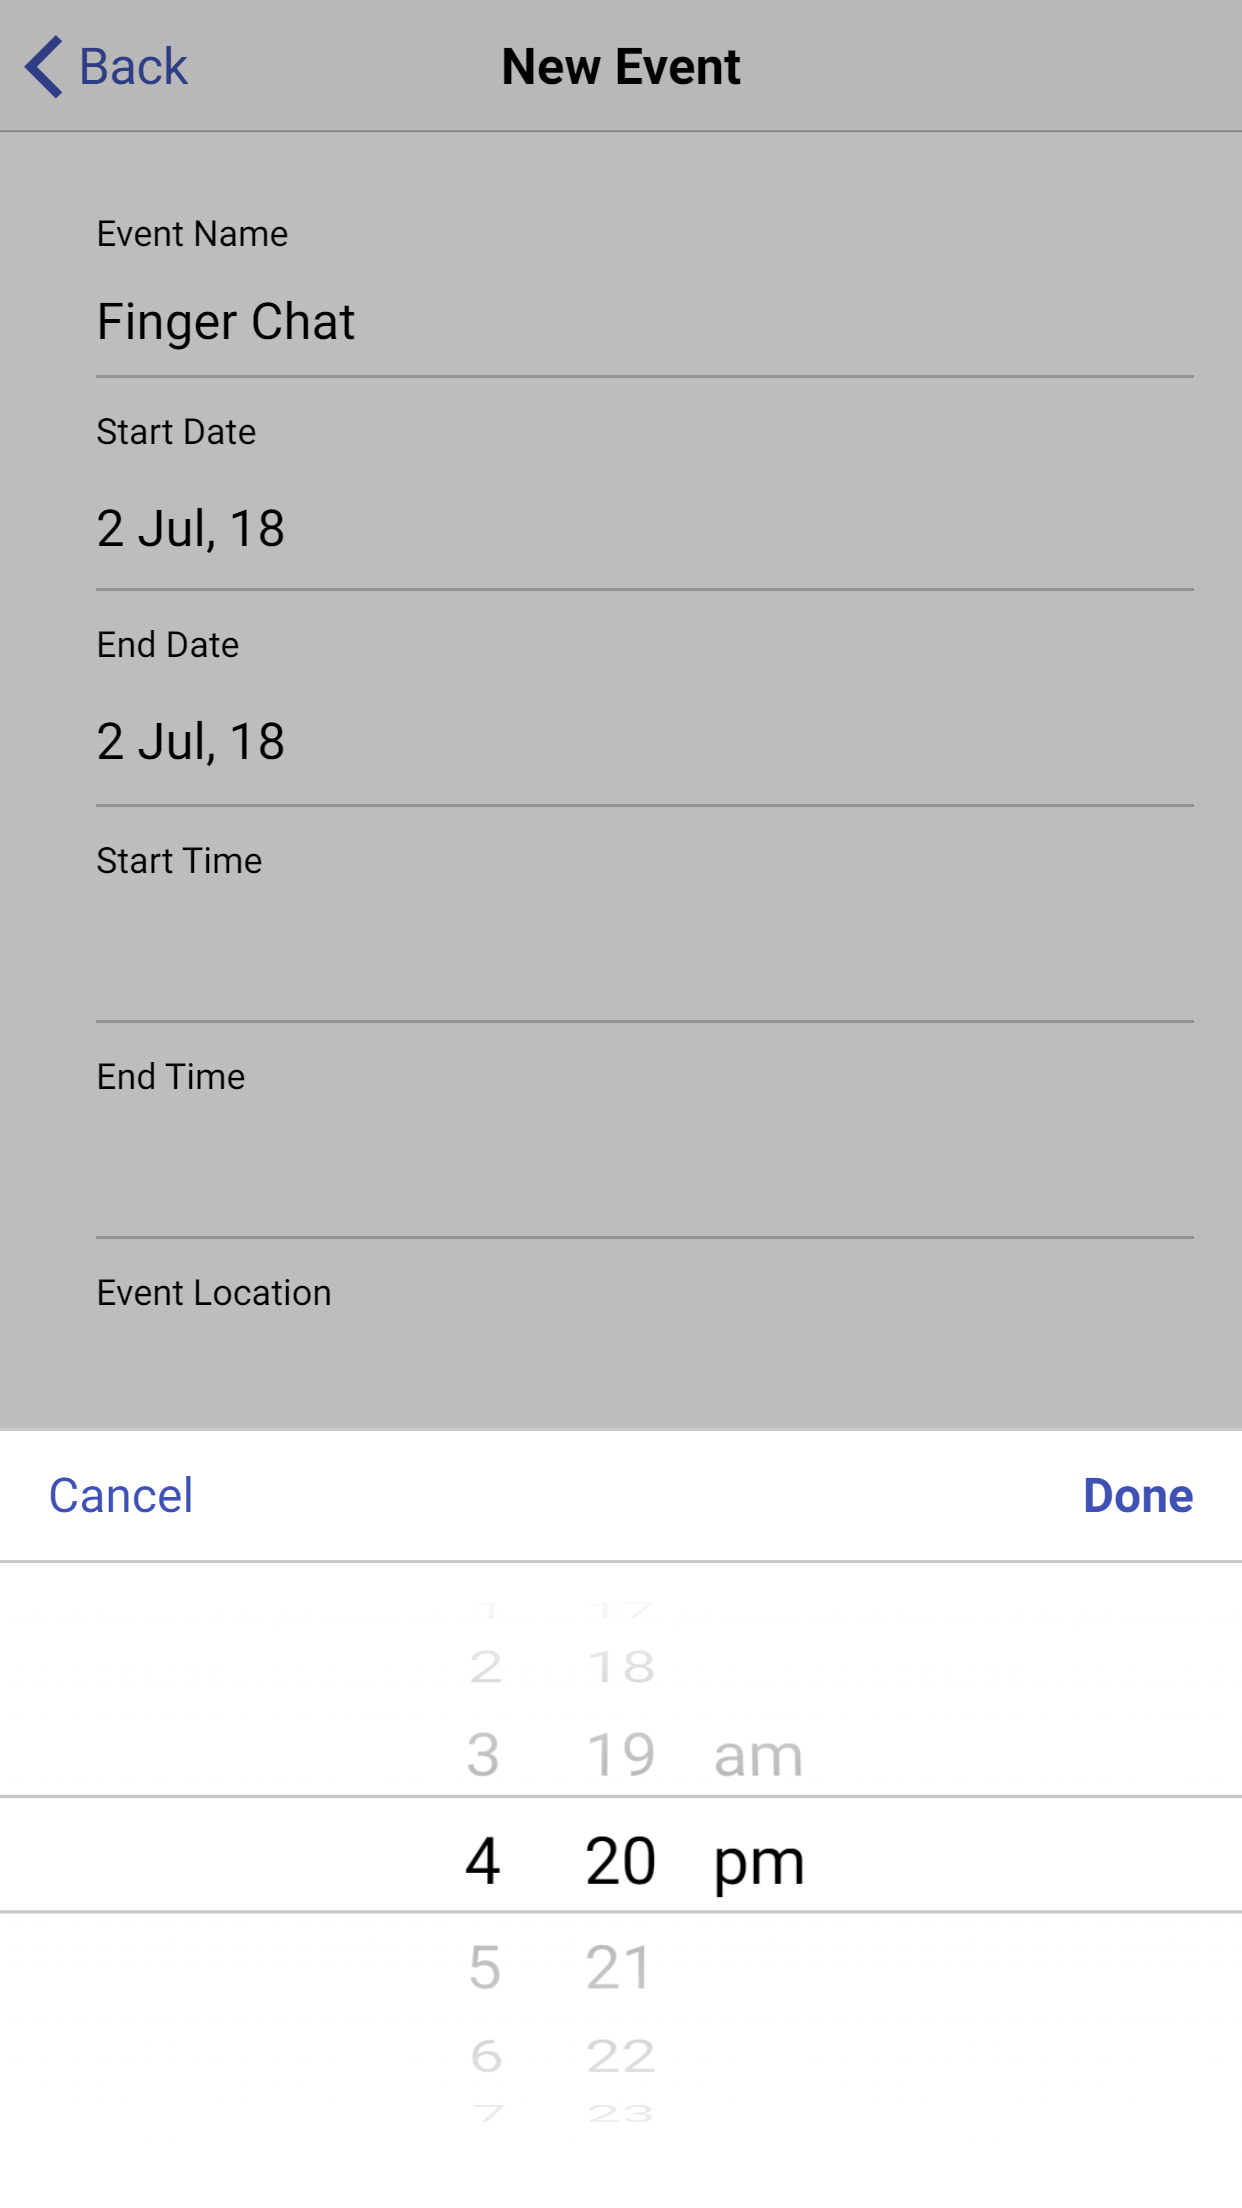 Back New Event
Event Name
Finger Chat
Start Date
2 Jul, 18
End Date
2 Jul, 18
Start Time
End Time
Event Location
Cancel Done
1 17
2 18
3 19 am
4 20 pm
5 21
6 22
7 23